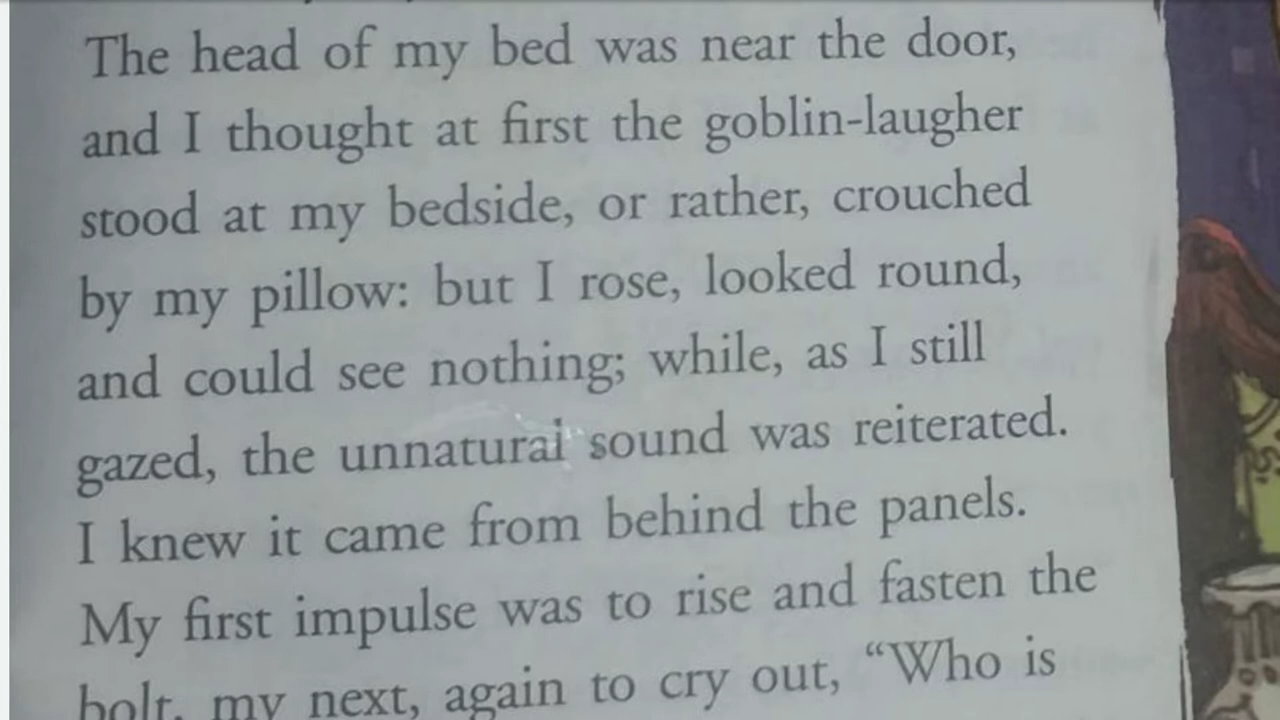 The head of my bed was near the door,
and I thought at first the goblin-laugher
stood at my bedside, or rather, crouched
by my pillow: but I rose, looked round,
and could see nothing; while, as I still
gazed, the unnatural sound was reiterated.
I knew it came from behind the panels.
My first impulse was to rise and fasten the
bolt, my next, again to cry out, “Who is